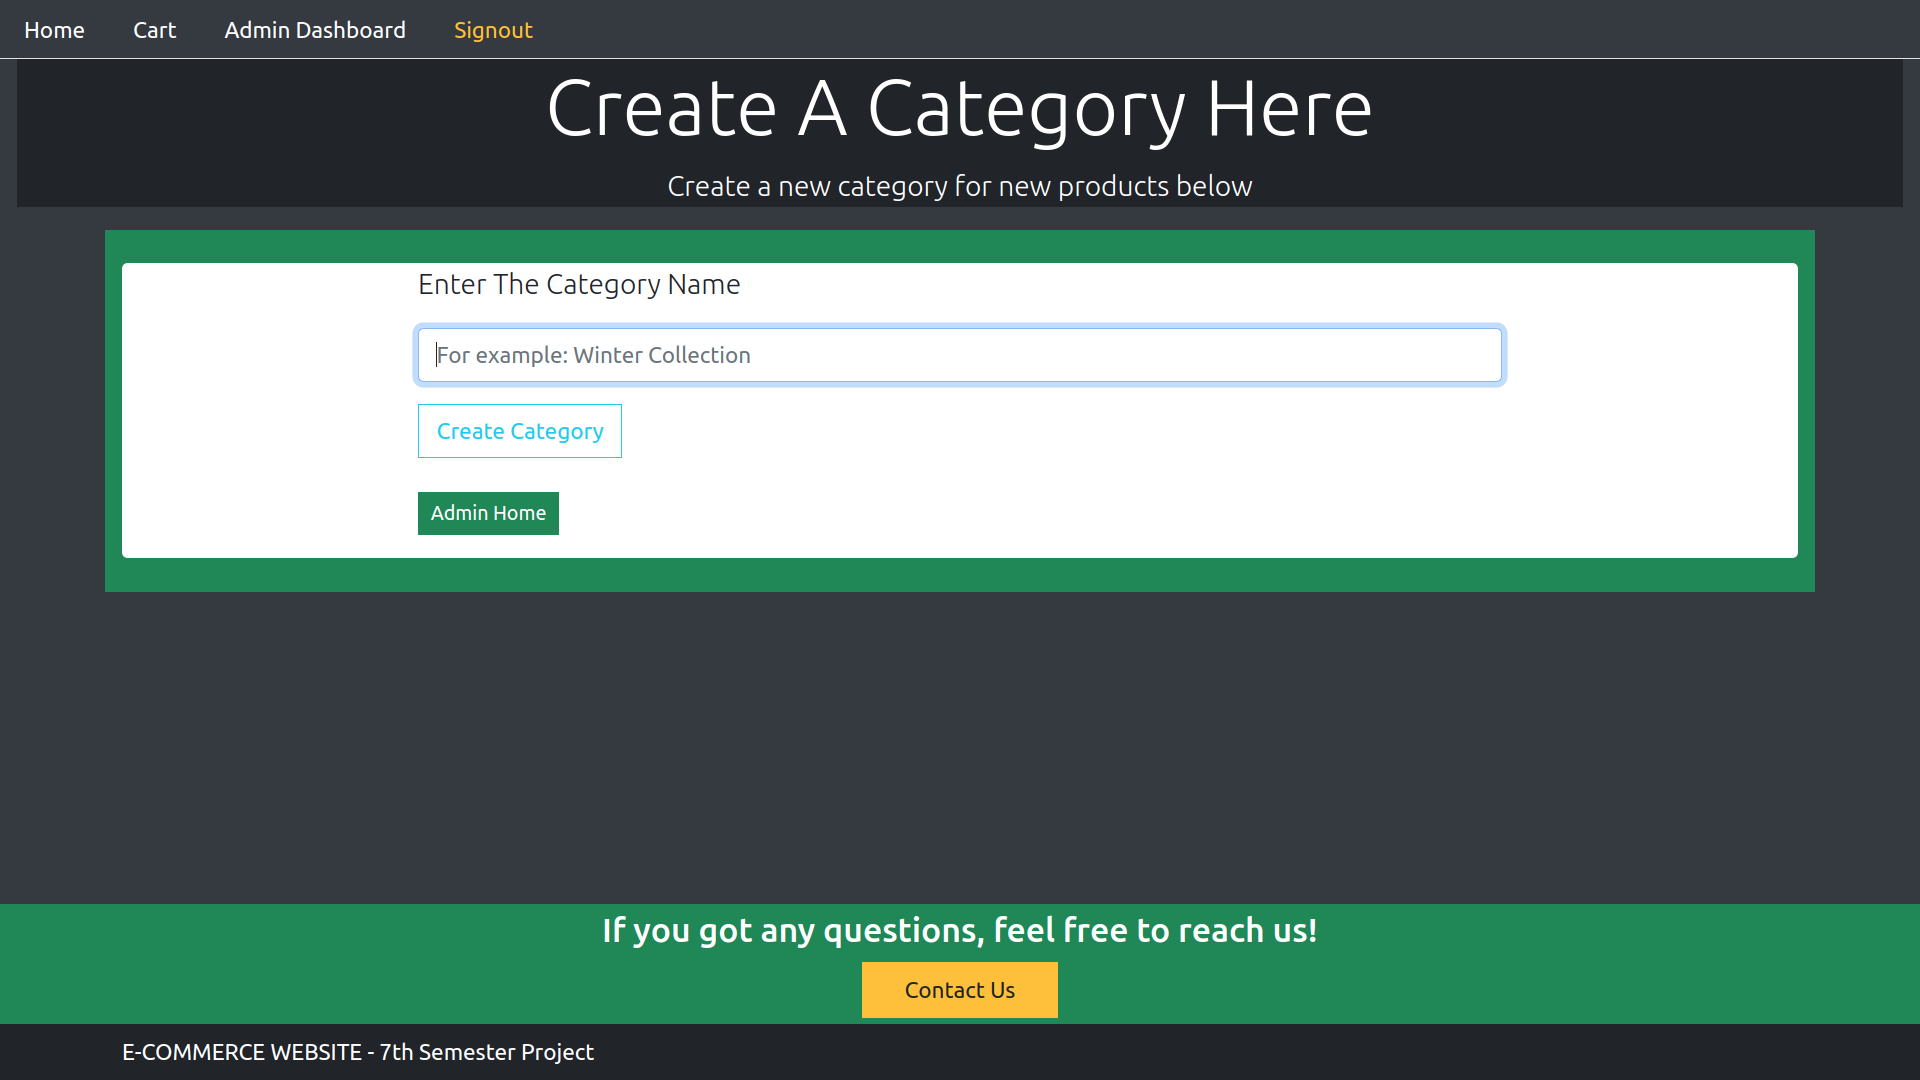 Home Cart Admin Dashboard Signout
Create A Category Here
Create a new category for new products below
Enter The Category Name
For example: Winter Collection
Create Category
Admin Home
If you got any questions, feel free to reach us!
Contact Us
E-COMMERCE WEBSITE - 7th Semester Project